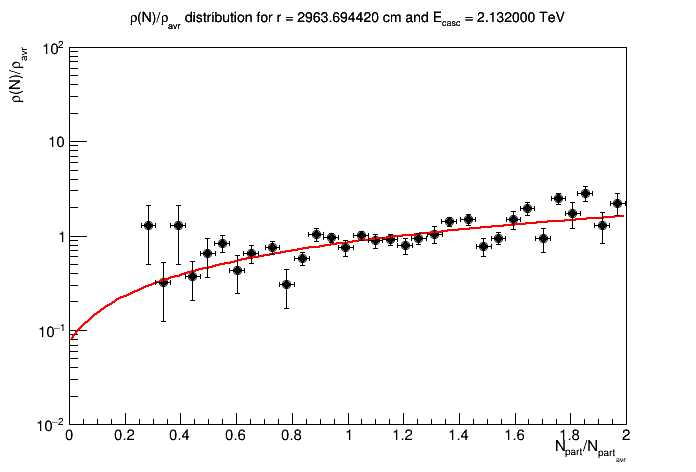 ρ(N)/ρavr distribution for r = 2963.694420 cm and Ecasc = 2.132000 TeV
ρ(N)/ρavr
10²
10
1
10⁻¹
10⁻²
0 0.2 0.4 0.6 0.8 1 1.2 1.4 1.6 1.8 2
Npart/Npartavr